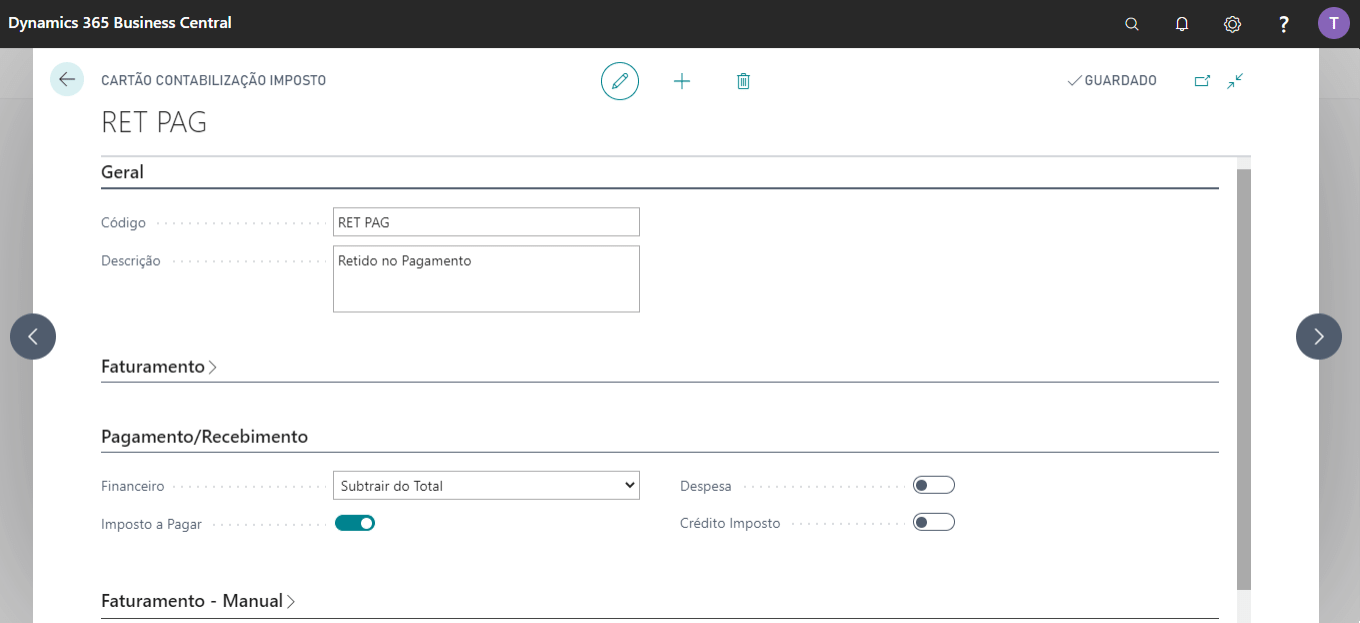 Dynamics 365 Business Central
? T
CARTÃO CONTABILIZAÇÃO IMPOSTO
GUARDADO
RET PAG
Geral
Código RET PAG
Descrição Retido no Pagamento
Faturamento
Pagamento/Recebimento
Financeiro Subtrair do Total Despesa
Imposto a Pagar Crédito Imposto
Faturamento - Manual